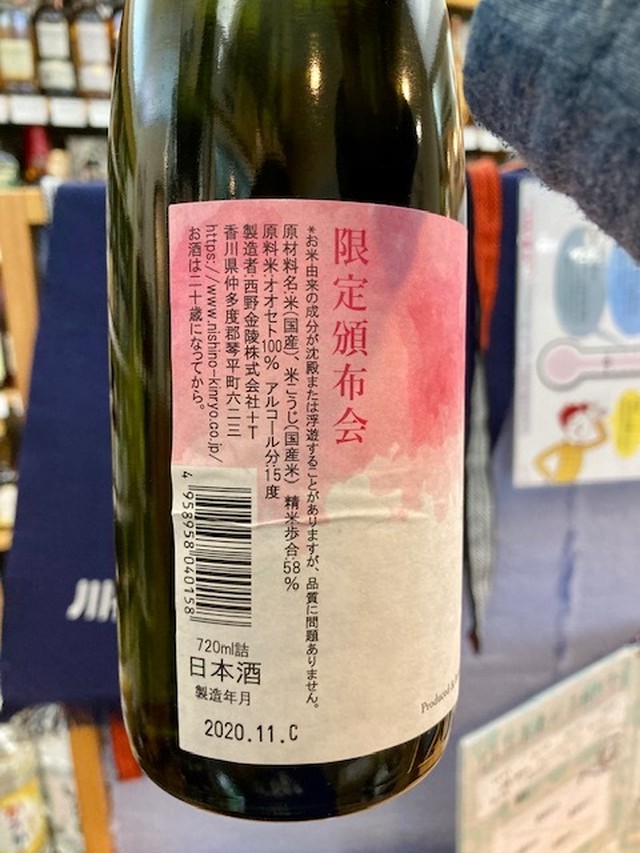 限定頒布会
*お米由来の成分が沈殿または浮遊することがありますが、品質に問題ありません。
原材料名:米(国産)、米こうじ(国産米) 精米歩合:58%
原料米:オオセト100% アルコール分:15度
製造者:西野金陵株式会社＋T
香川県仲多度郡琴平町六二三
https://www.nishino-kinryo.co.jp/
お酒は二十歳になってから。
4 958958 040158
720ml詰
日本酒
製造年月
2020.11.C
Produced